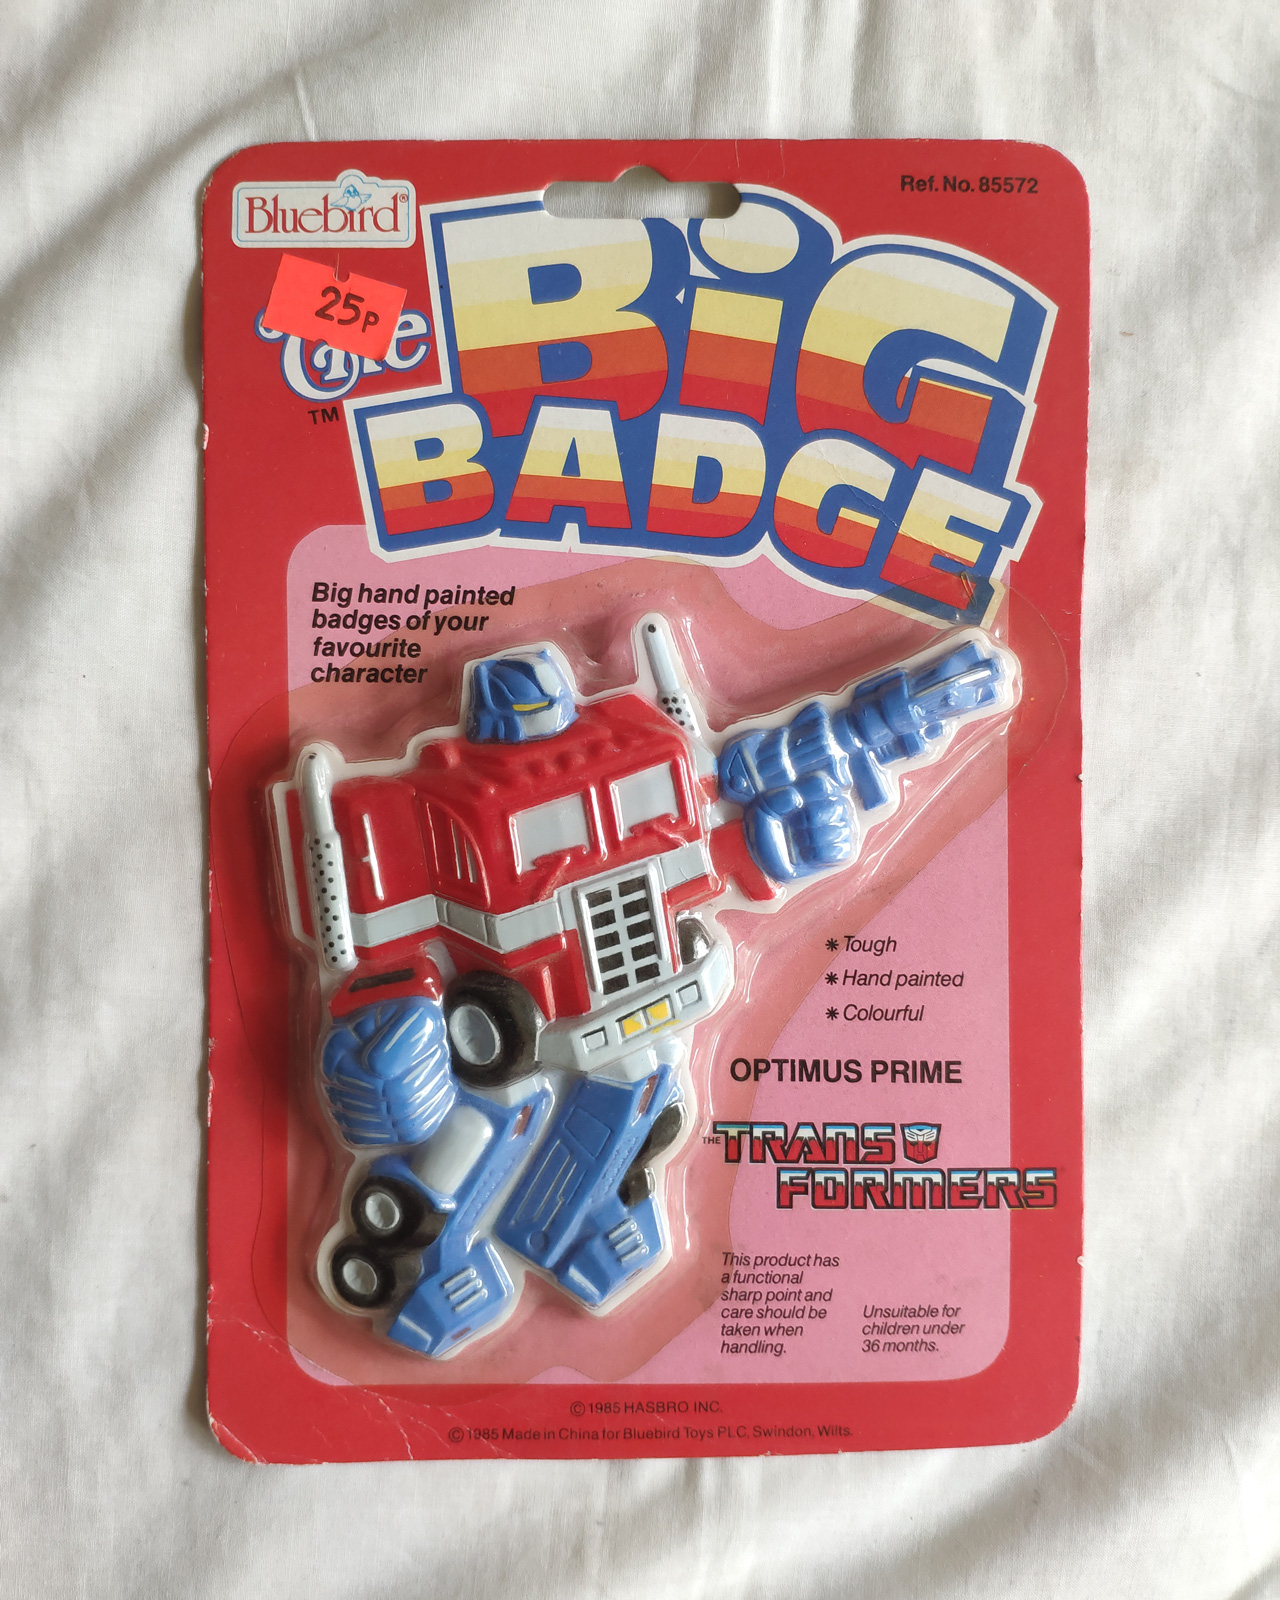 Bluebird®
Ref. No. 85572
25p
The
TM
BiG
BADGE
Big hand painted
badges of your
favourite
character
* Tough
* Hand painted
* Colourful
OPTIMUS PRIME
THE TRANS
FORMERS
This product has
a functional
sharp point and
care should be
taken when
handling.
Unsuitable for
children under
36 months.
© 1985 HASBRO INC.
© 1985 Made in China for Bluebird Toys PLC, Swindon, Wilts.